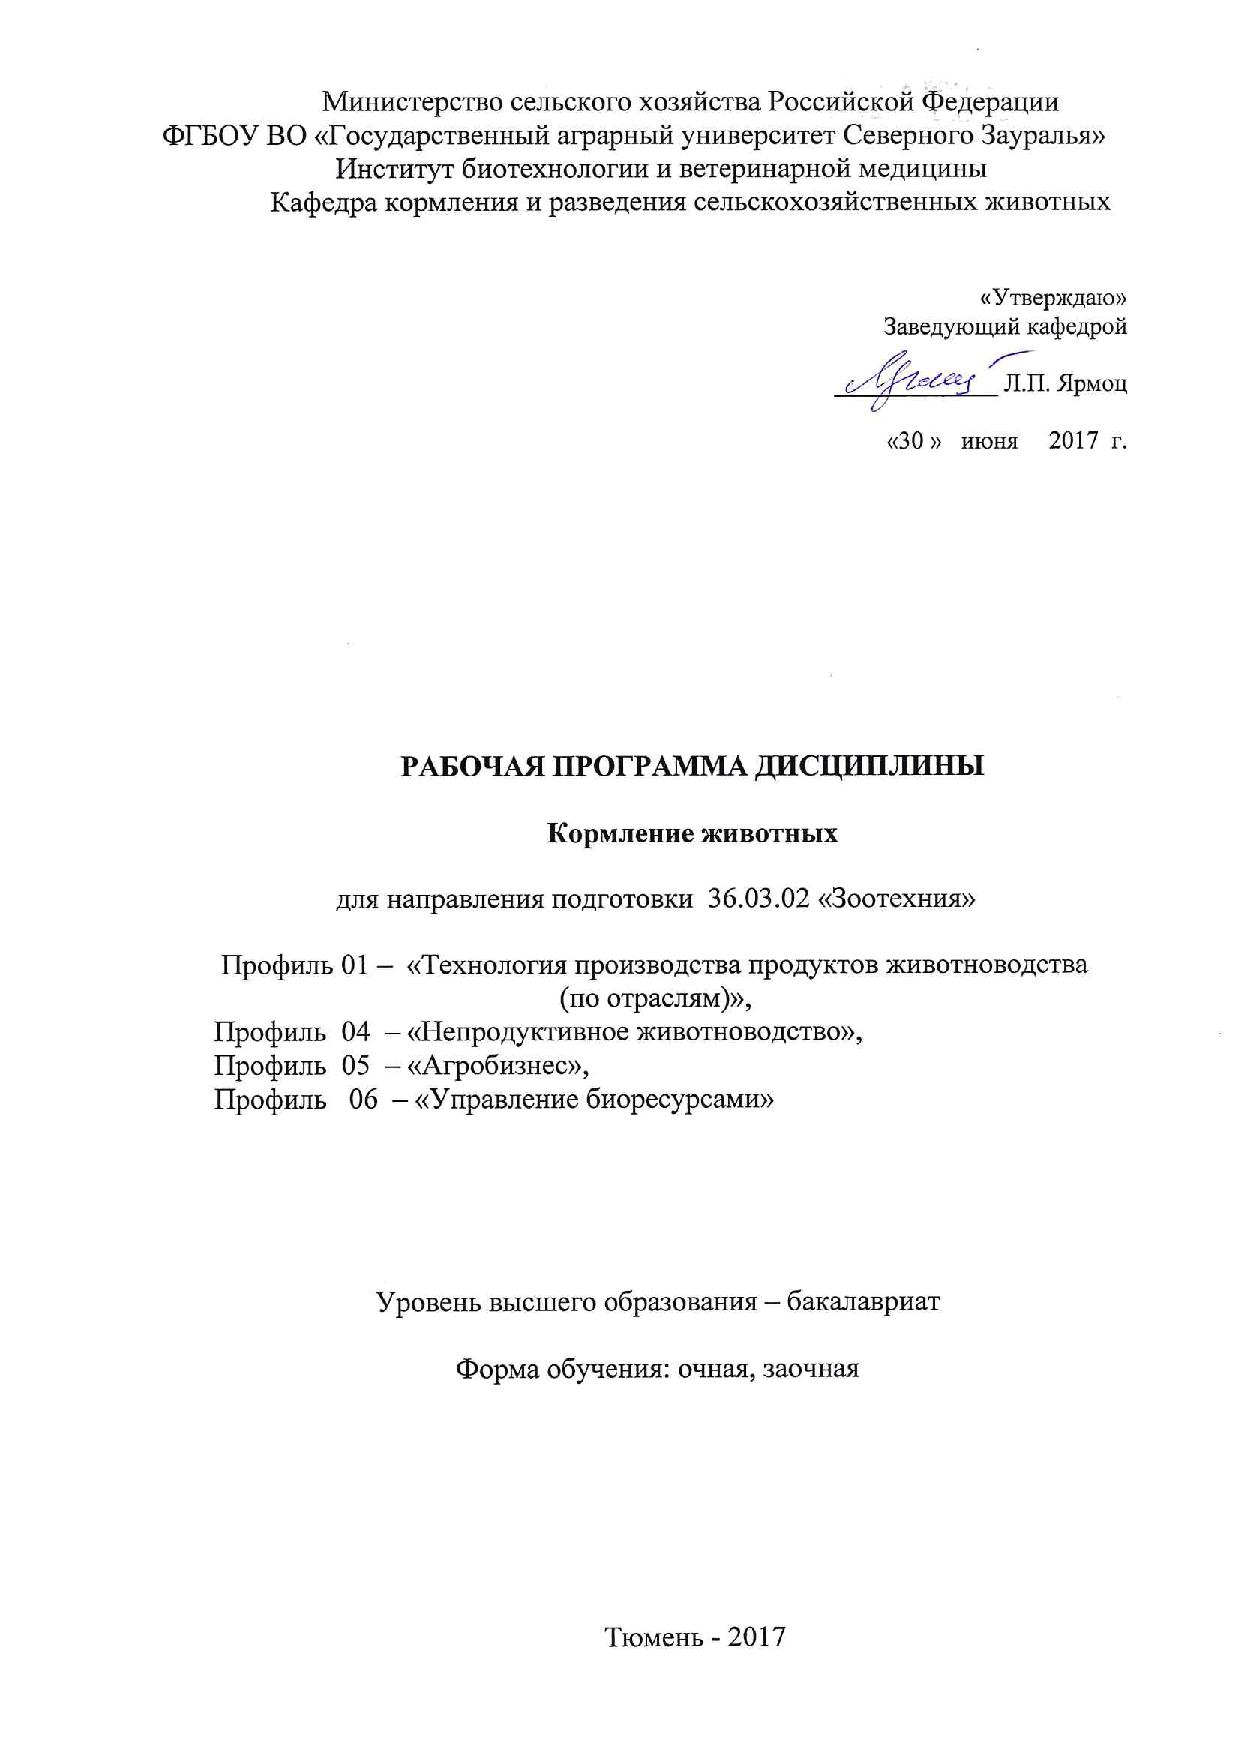 Министерство сельского хозяйства Российской Федерации
ФГБОУ ВО «Государственный аграрный университет Северного Зауралья»
Институт биотехнологии и ветеринарной медицины
Кафедра кормления и разведения сельскохозяйственных животных
«Утверждаю»
Заведующий кафедрой
Л.П. Ярмоц
«30 » июня 2017 г.
РАБОЧАЯ ПРОГРАММА ДИСЦИПЛИНЫ
Кормление животных
для направления подготовки 36.03.02 «Зоотехния»
Профиль 01 – «Технология производства продуктов животноводства
(по отраслям)»,
Профиль 04 – «Непродуктивное животноводство»,
Профиль 05 – «Агробизнес»,
Профиль 06 – «Управление биоресурсами»
Уровень высшего образования – бакалавриат
Форма обучения: очная, заочная
Тюмень - 2017